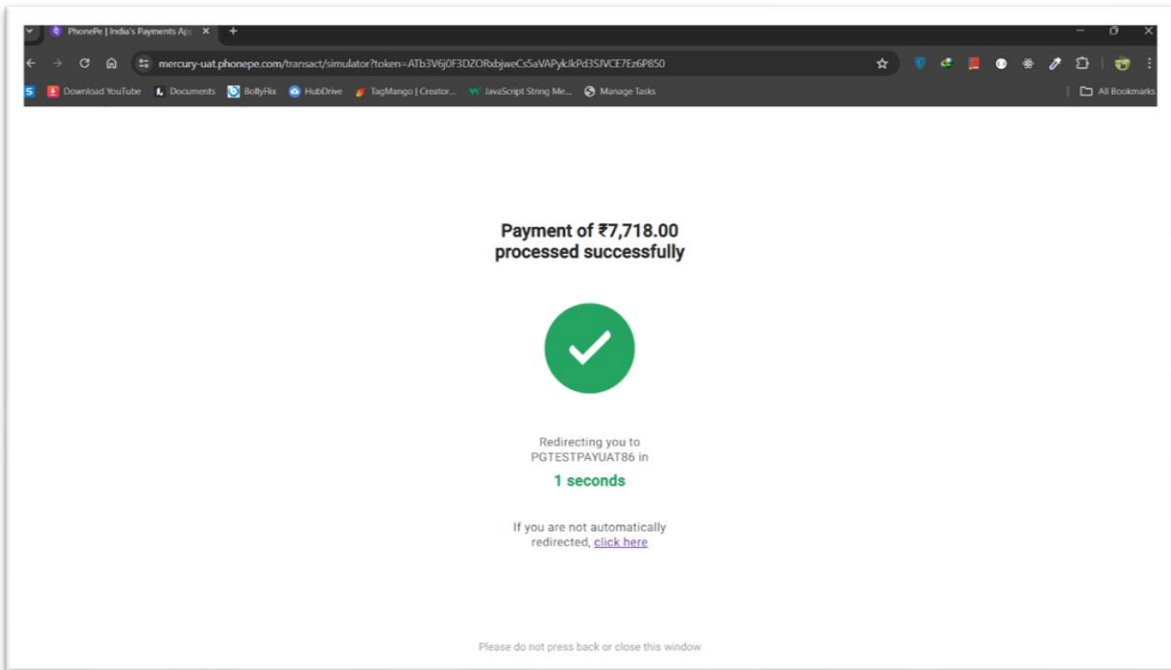 PhonePe | India's Payments Ap
mercury-uat.phonepe.com/transact/simulator?token=ATb3V6j0F3DZORxbjweCs5aVAPykJkPd3SJVCE7Ez6P850
S Download YouTube Documents BollyFlix HubDrive TagMango | Creator... JavaScript String Me... Manage Tasks All Bookmarks
Payment of ₹7,718.00
processed successfully
Redirecting you to
PGTESTPAYUAT86 in
1 seconds
If you are not automatically
redirected, click here
Please do not press back or close this window